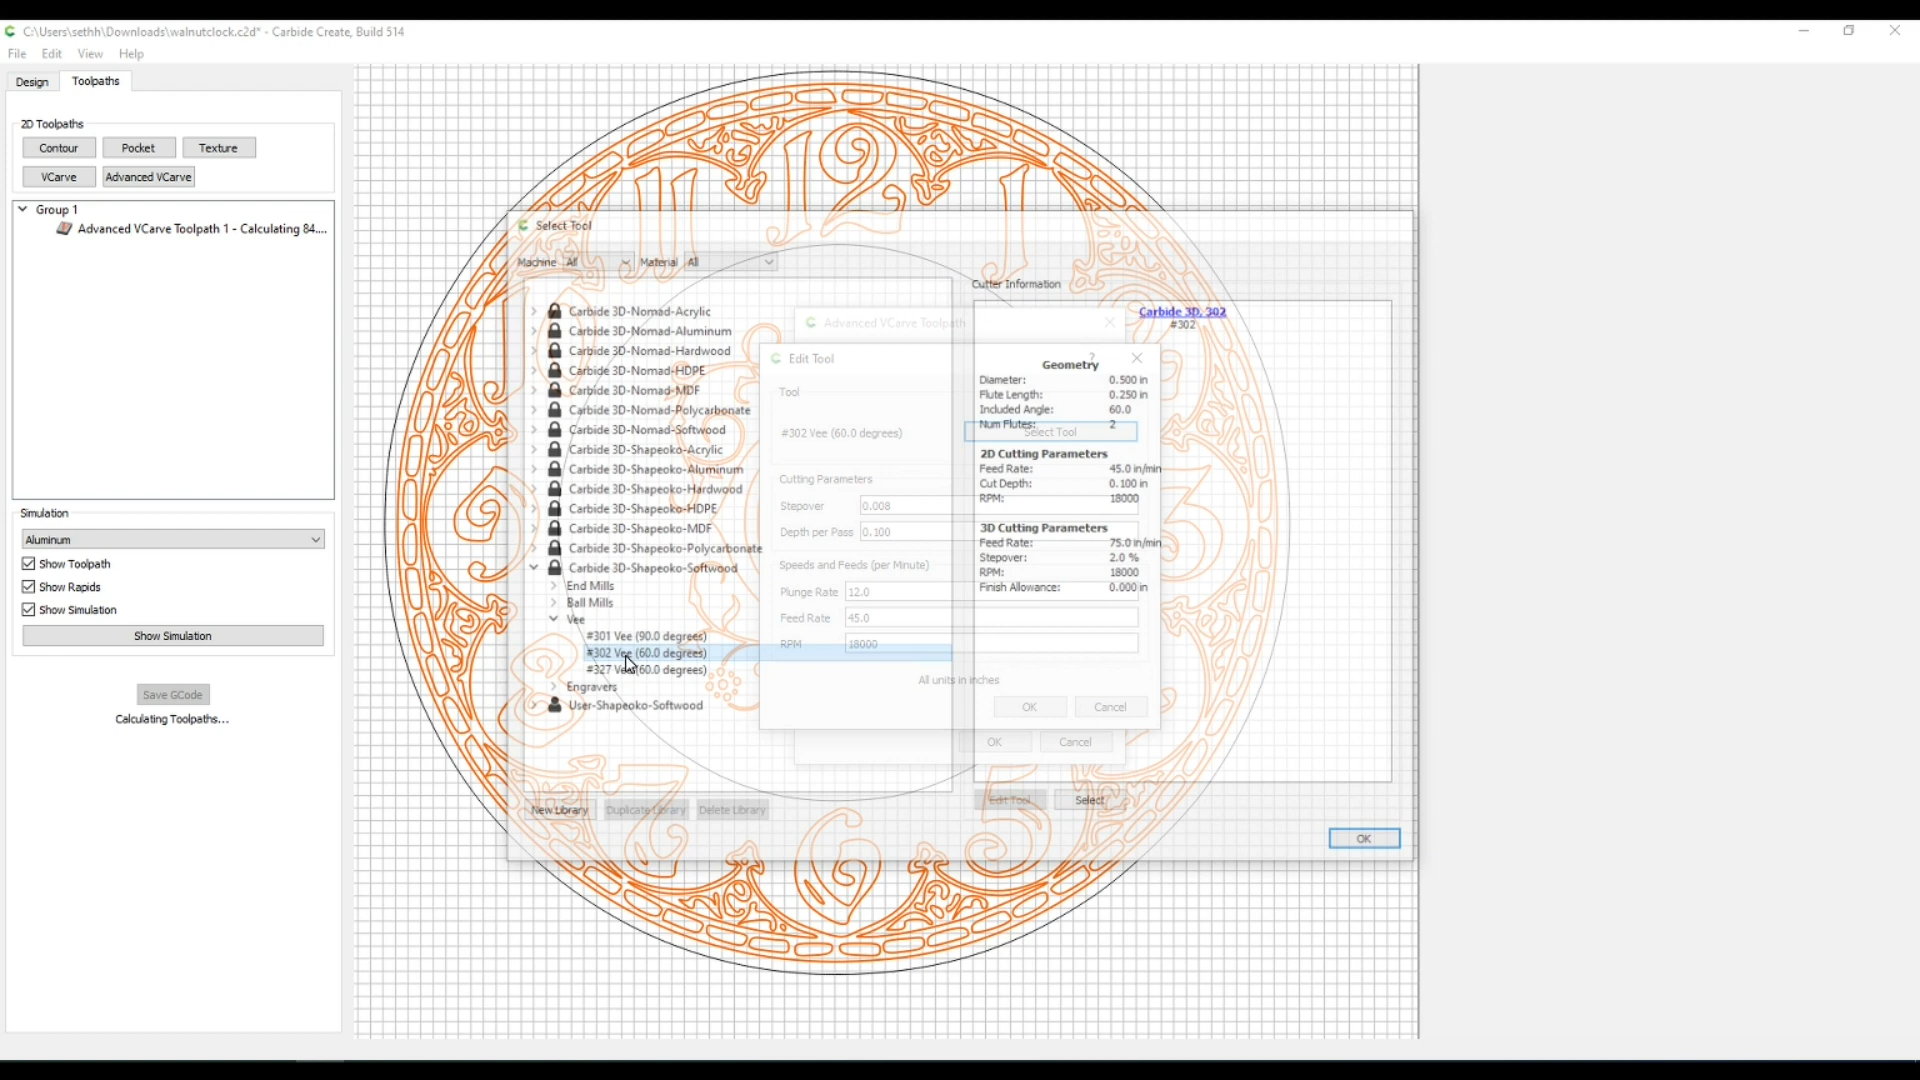 C:\Users\sethh\Downloads\walnutclock.c2d* - Carbide Create, Build 514
File Edit View Help
Design Toolpaths
2D Toolpaths
Contour Pocket Texture
VCarve Advanced VCarve
Group 1
Advanced VCarve Toolpath 1 - Calculating 84....
Simulation
Aluminum
Show Toolpath
Show Rapids
Show Simulation
Show Simulation
Save GCode
Calculating Toolpaths...
12
11
1
3
5
6
7
8
9
10
Select Tool
Machine All Material All
Carbide 3D-Nomad-Acrylic
Carbide 3D-Nomad-Aluminum
Carbide 3D-Nomad-Hardwood
Carbide 3D-Nomad-HDPE
Carbide 3D-Nomad-MDF
Carbide 3D-Nomad-Polycarbonate
Carbide 3D-Nomad-Softwood
Carbide 3D-Shapeoko-Acrylic
Carbide 3D-Shapeoko-Aluminum
Carbide 3D-Shapeoko-Hardwood
Carbide 3D-Shapeoko-HDPE
Carbide 3D-Shapeoko-MDF
Carbide 3D-Shapeoko-Polycarbonate
Carbide 3D-Shapeoko-Softwood
End Mills
Ball Mills
Vee
#301 Vee (90.0 degrees)
#302 Vee (60.0 degrees)
#327 Vee (60.0 degrees)
Engravers
User-Shapeoko-Softwood
New Library Duplicate Library Delete Library
Cutter Information
Carbide 3D, 302
#302
Geometry
Diameter: 0.500 in
Flute Length: 0.250 in
Included Angle: 60.0
Num Flutes: 2
2D Cutting Parameters
Feed Rate: 45.0 in/min
Cut Depth: 0.100 in
RPM: 18000
3D Cutting Parameters
Feed Rate: 75.0 in/min
Stepover: 2.0 %
RPM: 18000
Finish Allowance: 0.000 in
Edit Tool Select
OK
Advanced VCarve Toolpath
OK Cancel
Edit Tool ?
Tool
#302 Vee (60.0 degrees) Select Tool
Cutting Parameters
Stepover 0.008
Depth per Pass 0.100
Speeds and Feeds (per Minute)
Plunge Rate 12.0
Feed Rate 45.0
RPM 18000
All units in inches
OK Cancel